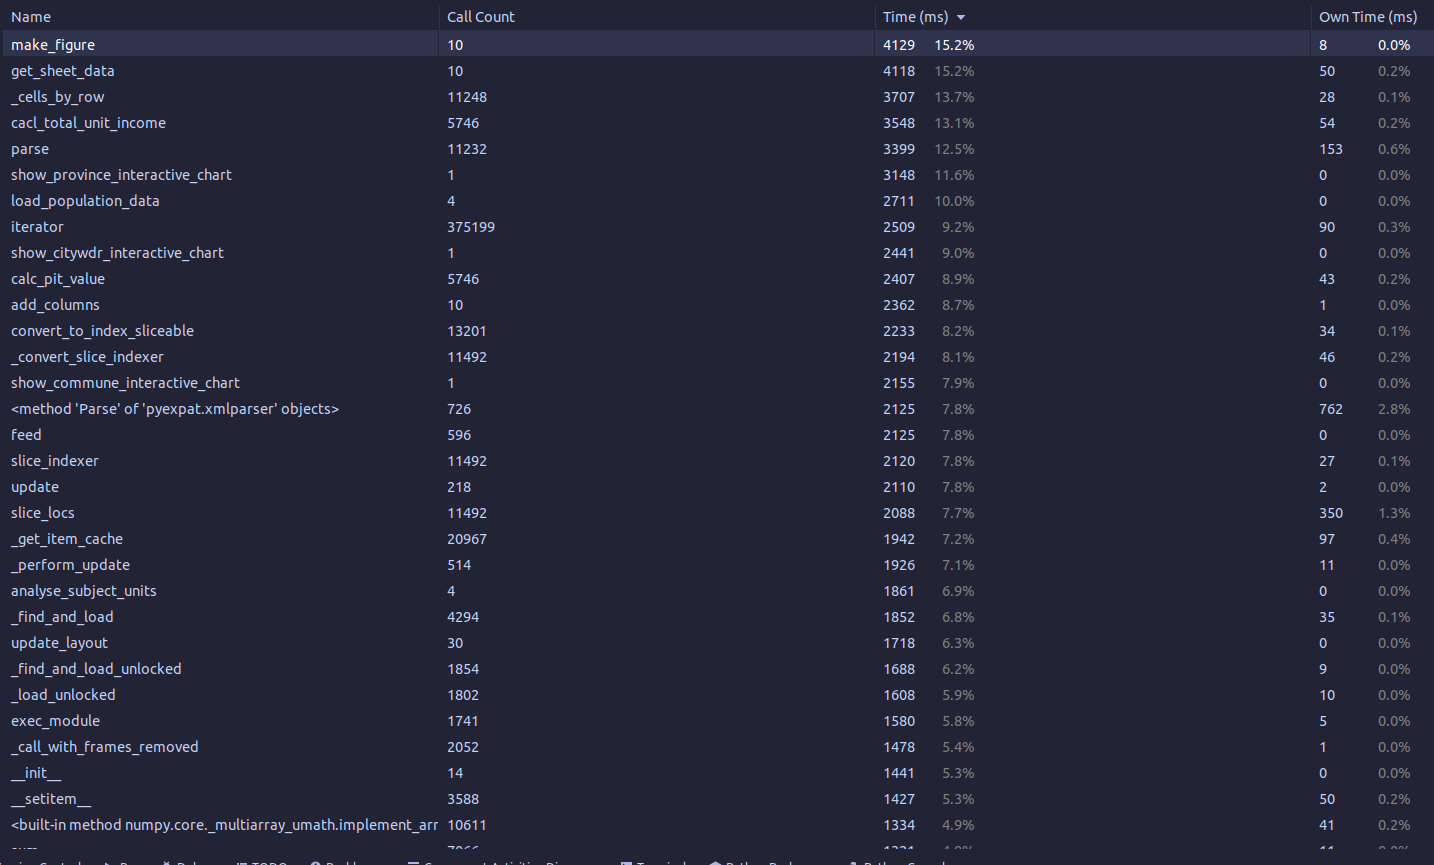 Name Call Count Time (ms) Own Time (ms)
make_figure 10 4129 15.2% 8 0.0%
get_sheet_data 10 4118 15.2% 50 0.2%
_cells_by_row 11248 3707 13.7% 28 0.1%
cacl_total_unit_income 5746 3548 13.1% 54 0.2%
parse 11232 3399 12.5% 153 0.6%
show_province_interactive_chart 1 3148 11.6% 0 0.0%
load_population_data 4 2711 10.0% 0 0.0%
iterator 375199 2509 9.2% 90 0.3%
show_citywdr_interactive_chart 1 2441 9.0% 0 0.0%
calc_pit_value 5746 2407 8.9% 43 0.2%
add_columns 10 2362 8.7% 1 0.0%
convert_to_index_sliceable 13201 2233 8.2% 34 0.1%
_convert_slice_indexer 11492 2194 8.1% 46 0.2%
show_commune_interactive_chart 1 2155 7.9% 0 0.0%
<method 'Parse' of 'pyexpat.xmlparser' objects> 726 2125 7.8% 762 2.8%
feed 596 2125 7.8% 0 0.0%
slice_indexer 11492 2120 7.8% 27 0.1%
update 218 2110 7.8% 2 0.0%
slice_locs 11492 2088 7.7% 350 1.3%
_get_item_cache 20967 1942 7.2% 97 0.4%
_perform_update 514 1926 7.1% 11 0.0%
analyse_subject_units 4 1861 6.9% 0 0.0%
_find_and_load 4294 1852 6.8% 35 0.1%
update_layout 30 1718 6.3% 0 0.0%
_find_and_load_unlocked 1854 1688 6.2% 9 0.0%
_load_unlocked 1802 1608 5.9% 10 0.0%
exec_module 1741 1580 5.8% 5 0.0%
_call_with_frames_removed 2052 1478 5.4% 1 0.0%
__init__ 14 1441 5.3% 0 0.0%
__setitem__ 3588 1427 5.3% 50 0.2%
<built-in method numpy.core._multiarray_umath.implement_arr 10611 1334 4.9% 41 0.2%